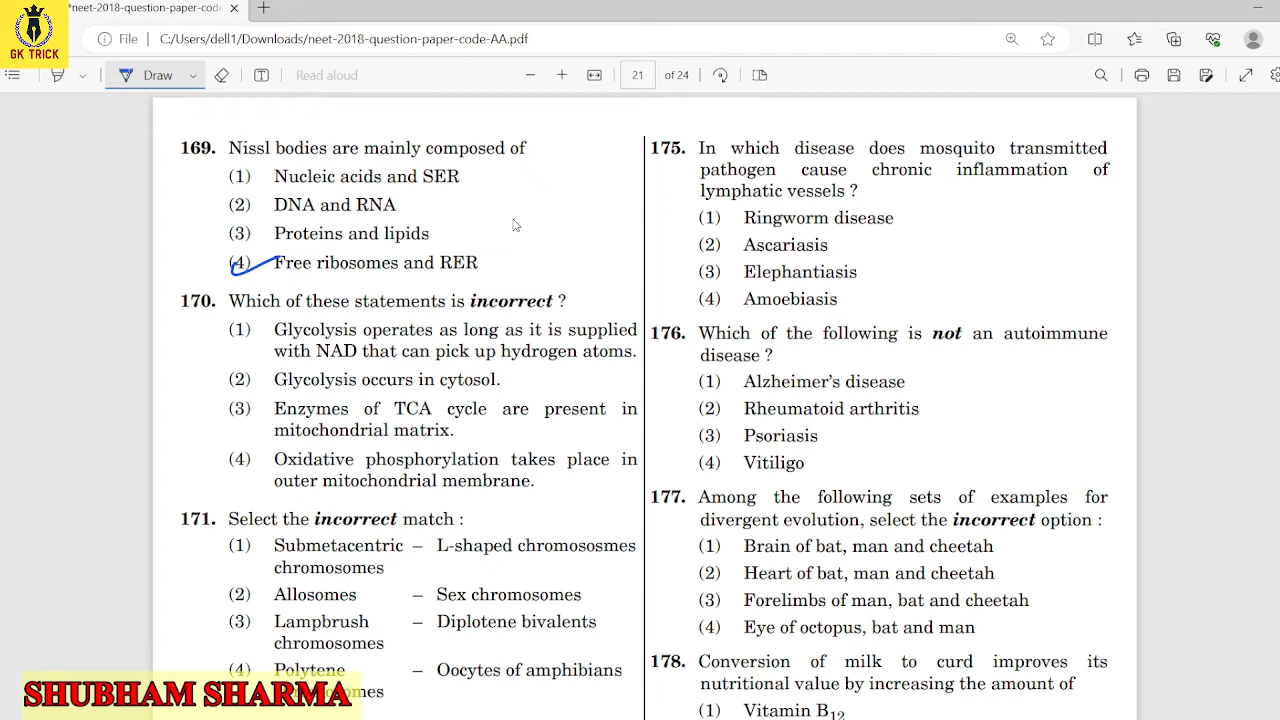 *neet-2018-question-paper-code
GK TRICK
File
C:/Users/dell1/Downloads/neet-2018-question-paper-code-AA.pdf
Draw
Read aloud
21
of 24
169. Nissl bodies are mainly composed of
(1) Nucleic acids and SER
(2) DNA and RNA
(3) Proteins and lipids
(4) Free ribosomes and RER
170. Which of these statements is incorrect ?
(1) Glycolysis operates as long as it is supplied
with NAD that can pick up hydrogen atoms.
(2) Glycolysis occurs in cytosol.
(3) Enzymes of TCA cycle are present in
mitochondrial matrix.
(4) Oxidative phosphorylation takes place in
outer mitochondrial membrane.
171. Select the incorrect match :
(1) Submetacentric – L-shaped chromososmes
chromosomes
(2) Allosomes – Sex chromosomes
(3) Lampbrush – Diplotene bivalents
chromosomes
(4) Polytene – Oocytes of amphibians
175. In which disease does mosquito transmitted
pathogen cause chronic inflammation of
lymphatic vessels ?
(1) Ringworm disease
(2) Ascariasis
(3) Elephantiasis
(4) Amoebiasis
176. Which of the following is not an autoimmune
disease ?
(1) Alzheimer's disease
(2) Rheumatoid arthritis
(3) Psoriasis
(4) Vitiligo
177. Among the following sets of examples for
divergent evolution, select the incorrect option :
(1) Brain of bat, man and cheetah
(2) Heart of bat, man and cheetah
(3) Forelimbs of man, bat and cheetah
(4) Eye of octopus, bat and man
178. Conversion of milk to curd improves its
nutritional value by increasing the amount of
(1) Vitamin B12
SHUBHAM SHARMA